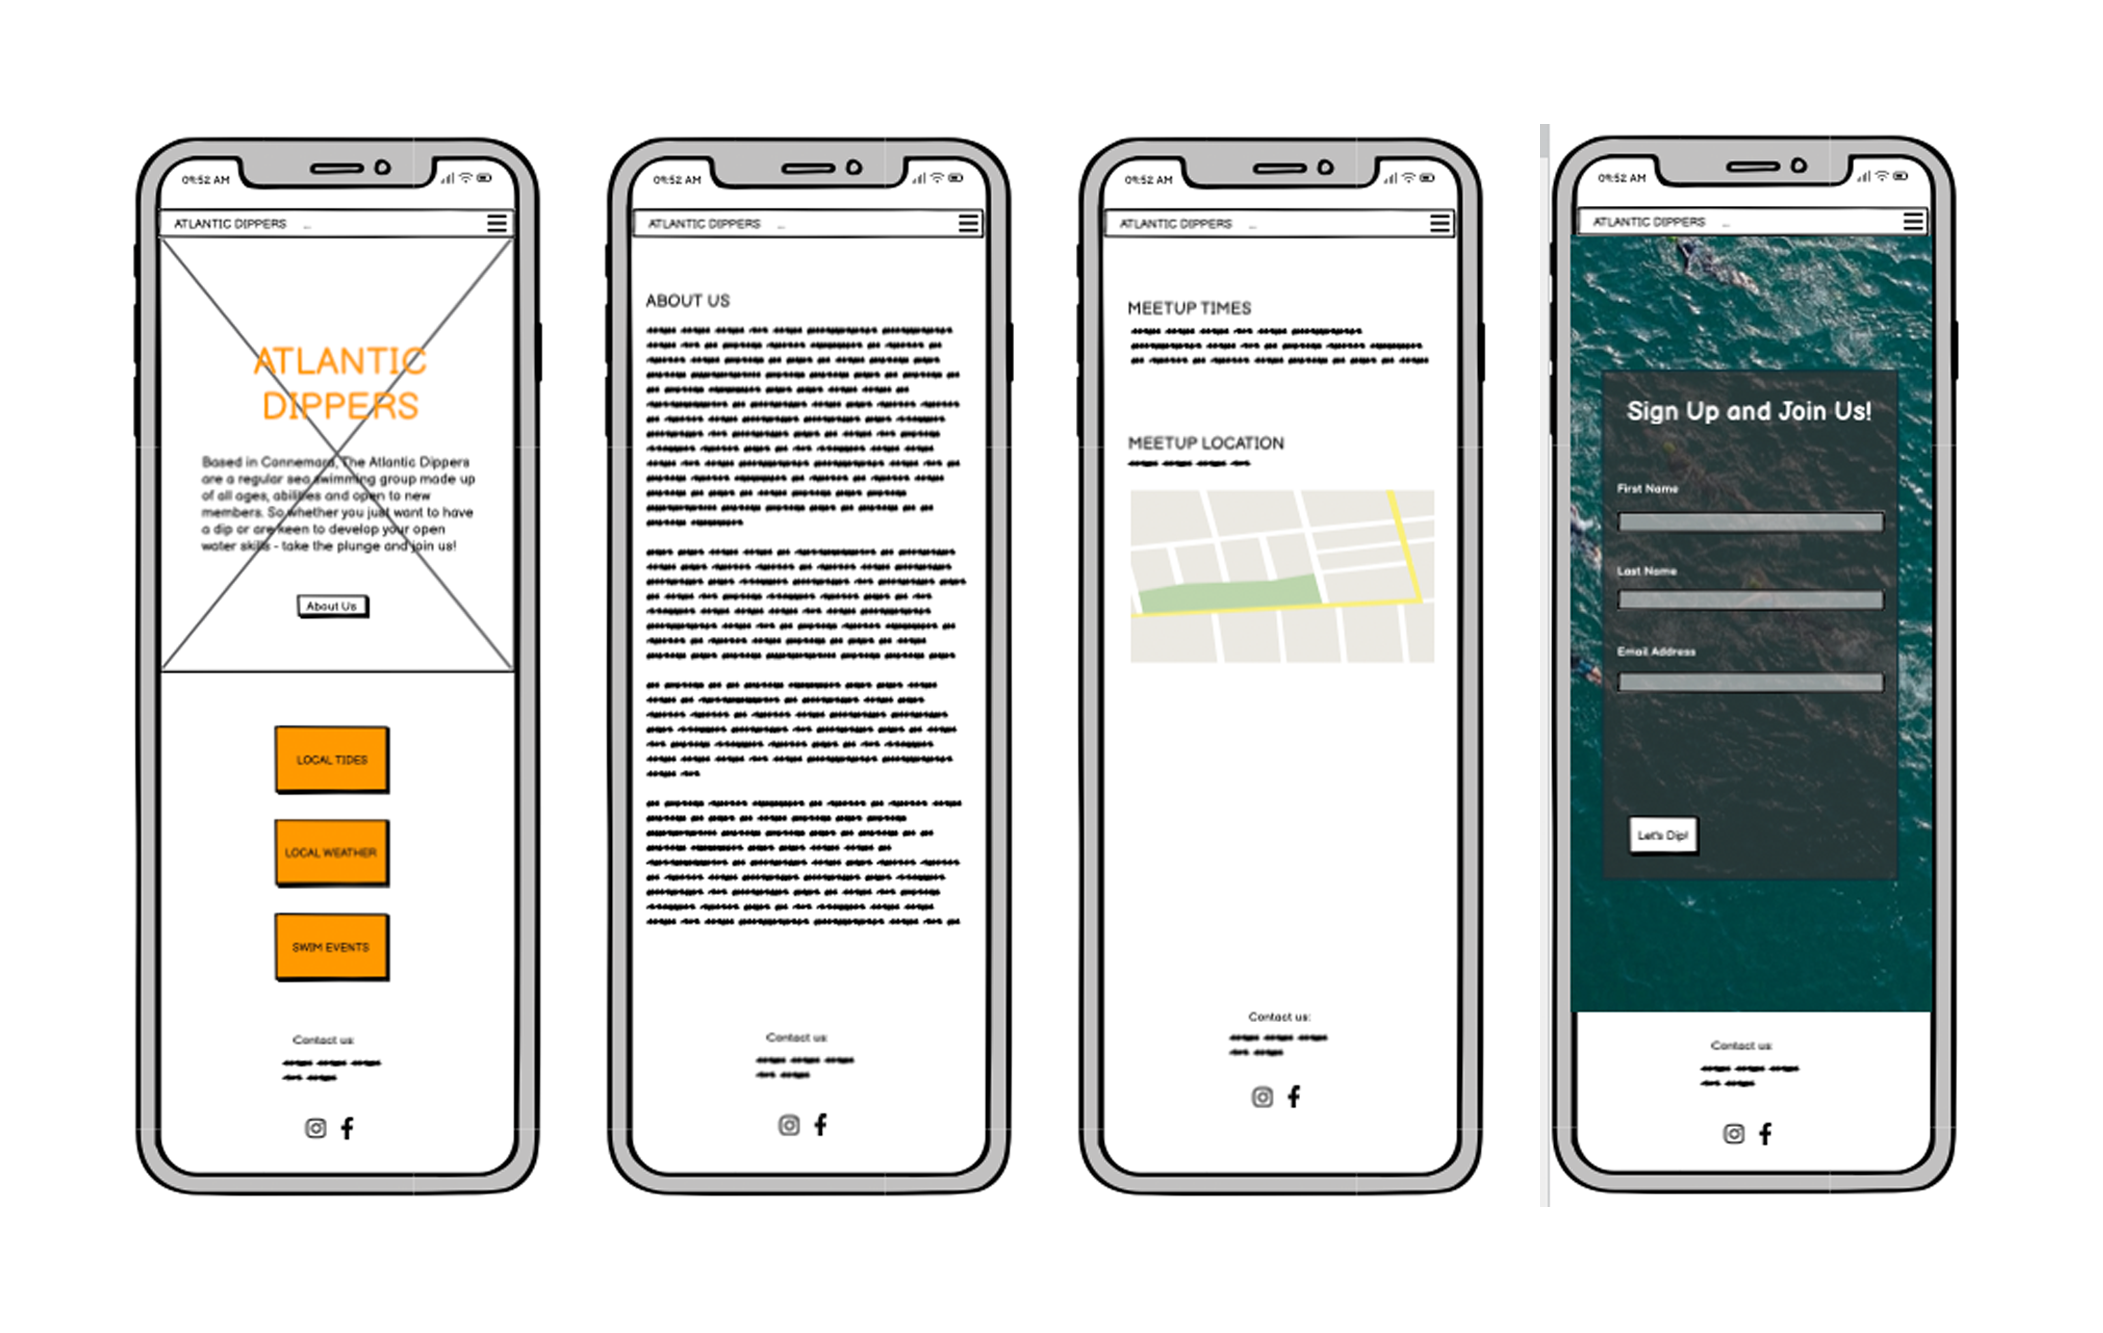 09:52 AM
ATLANTIC DIPPERS ...
ATLANTIC
DIPPERS
Based in Connemara, The Atlantic Dippers
are a regular sea swimming group made up
of all ages, abilities and open to new
members. So whether you just want to have
a dip or are keen to develop your open
water skills - take the plunge and join us!
About Us
LOCAL TIDES
LOCAL WEATHER
SWIM EVENTS
Contact us:
09:52 AM
ATLANTIC DIPPERS ...
ABOUT US
Contact us:
09:52 AM
ATLANTIC DIPPERS ...
MEETUP TIMES
MEETUP LOCATION
Contact us:
09:52 AM
ATLANTIC DIPPERS ...
Sign Up and Join Us!
First Name
Last Name
Email Address
Let's Dip!
Contact us: